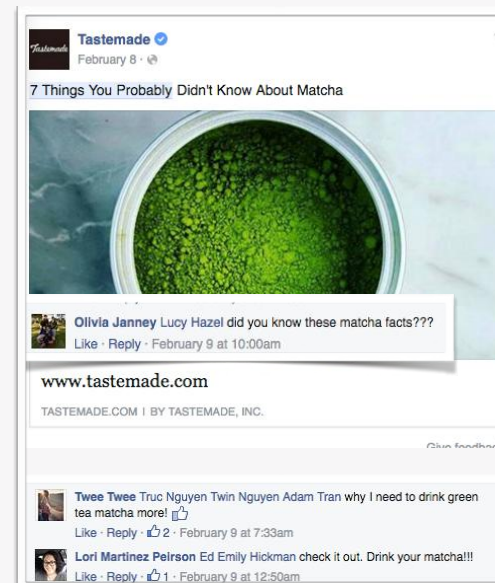 Tastemade
Tastemade
February 8 ·
7 Things You Probably Didn't Know About Matcha
Olivia Janney Lucy Hazel did you know these matcha facts???
Like · Reply · February 9 at 10:00am
www.tastemade.com
TASTEMADE.COM | BY TASTEMADE, INC.
Give feedbac
Twee Twee Truc Nguyen Twin Nguyen Adam Tran why I need to drink green
tea matcha more!
Like · Reply · 2 · February 9 at 7:33am
Lori Martinez Peirson Ed Emily Hickman check it out. Drink your matcha!!!
Like · Reply · 1 · February 9 at 12:50am